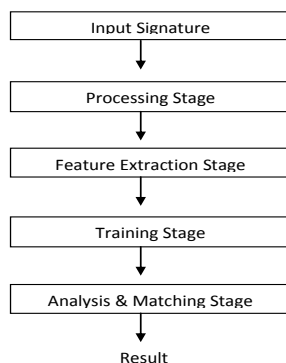 Input Signature
Processing Stage
Feature Extraction Stage
Training Stage
Analysis & Matching Stage
Result